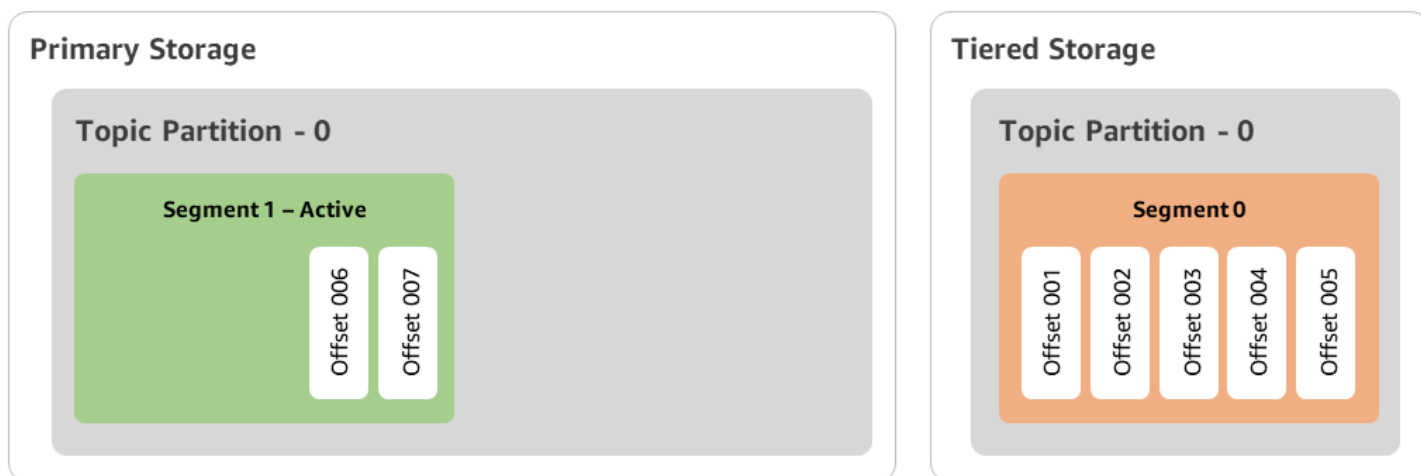 Primary Storage
Topic Partition - 0
Segment 1 – Active
Offset 006
Offset 007
Tiered Storage
Topic Partition - 0
Segment 0
Offset 001
Offset 002
Offset 003
Offset 004
Offset 005